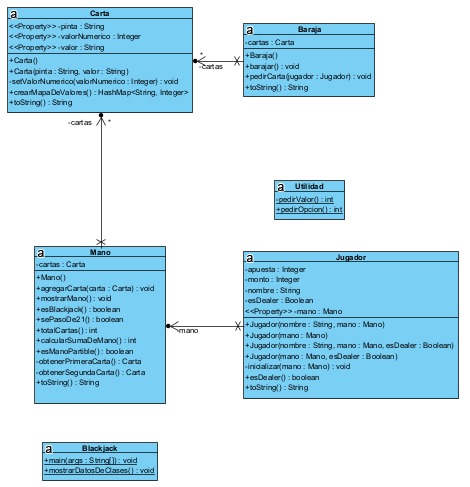 Carta
<<Property>> -pinta : String
<<Property>> -valorNumerico : Integer
<<Property>> -valor : String
+Carta()
+Carta(pinta : String, valor : String)
-setValorNumerico(valorNumerico : Integer) : void
+crearMapaDeValores() : HashMap<String, Integer>
+toString() : String
*
-cartas
Baraja
-cartas : Carta
+Baraja()
+barajar() : void
+pedirCarta(jugador : Jugador) : void
+toString() : String
-cartas
*
Utilidad
-pedirValor() : int
+pedirOpcion() : int
Mano
-cartas : Carta
+Mano()
+agregarCarta(carta : Carta) : void
+mostrarMano() : void
+esBlackjack() : boolean
+sePasoDe21() : boolean
+totalCartas() : int
+calcularSumaDeMano() : int
+esManoPartible() : boolean
-obtenerPrimeraCarta() : Carta
-obtenerSegundaCarta() : Carta
+toString() : String
-mano
Jugador
-apuesta : Integer
-monto : Integer
-nombre : String
-esDealer : Boolean
<<Property>> -mano : Mano
+Jugador(nombre : String, mano : Mano)
+Jugador(mano : Mano)
+Jugador(nombre : String, mano : Mano, esDealer : Boolean)
+Jugador(mano : Mano, esDealer : Boolean)
-inicializar(mano : Mano) : void
+esDealer() : boolean
+toString() : String
Blackjack
+main(args : String[]) : void
+mostrarDatosDeClases() : void